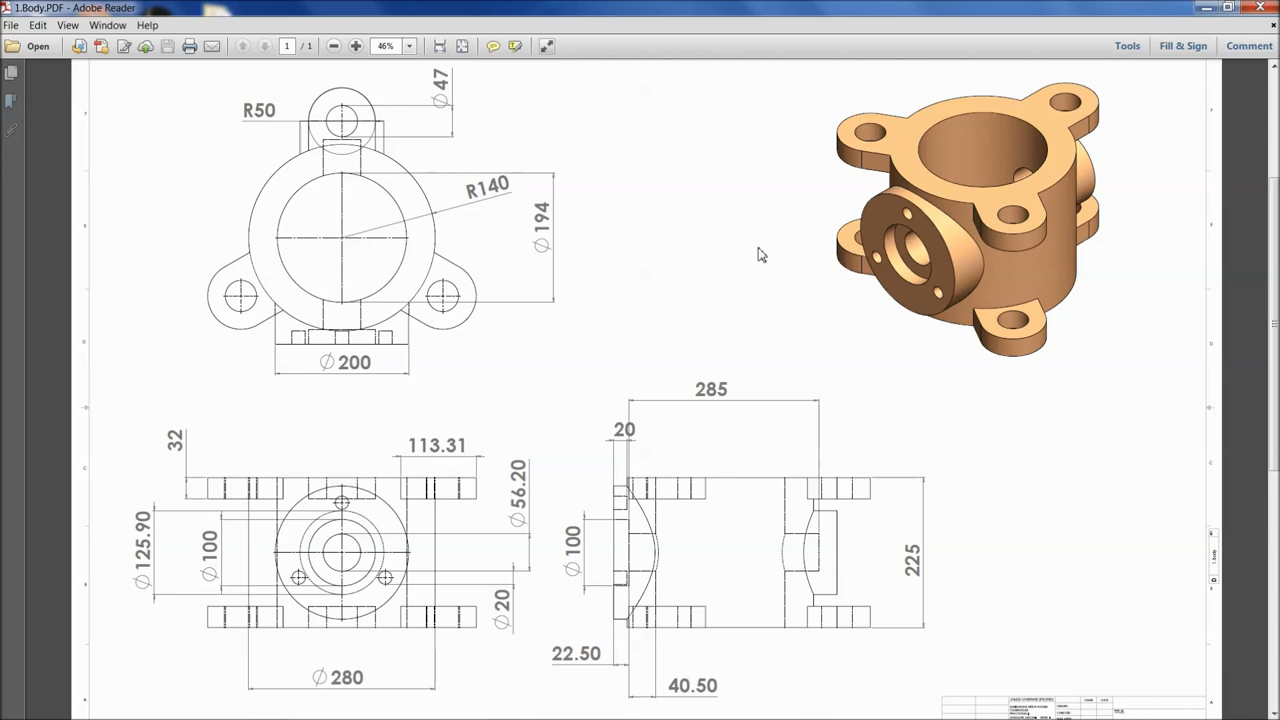 1.Body.PDF - Adobe Reader
File Edit View Window Help
Open 1 / 1 46% Tools Fill & Sign Comment
R50
∅ 47
R140
∅ 194
∅ 200
285
20
32
113.31
∅ 56.20
∅ 125.90
∅ 100
∅ 100
225
∅ 20
22.50
∅ 280
40.50
1.Body